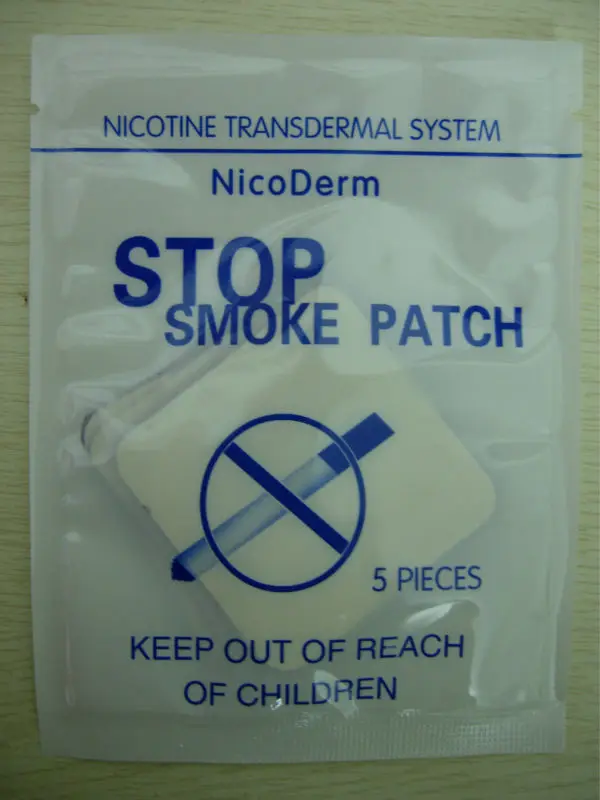 NICOTINE TRANSDERMAL SYSTEM
NicoDerm
STOP
SMOKE PATCH
5 PIECES
KEEP OUT OF REACH
OF CHILDREN